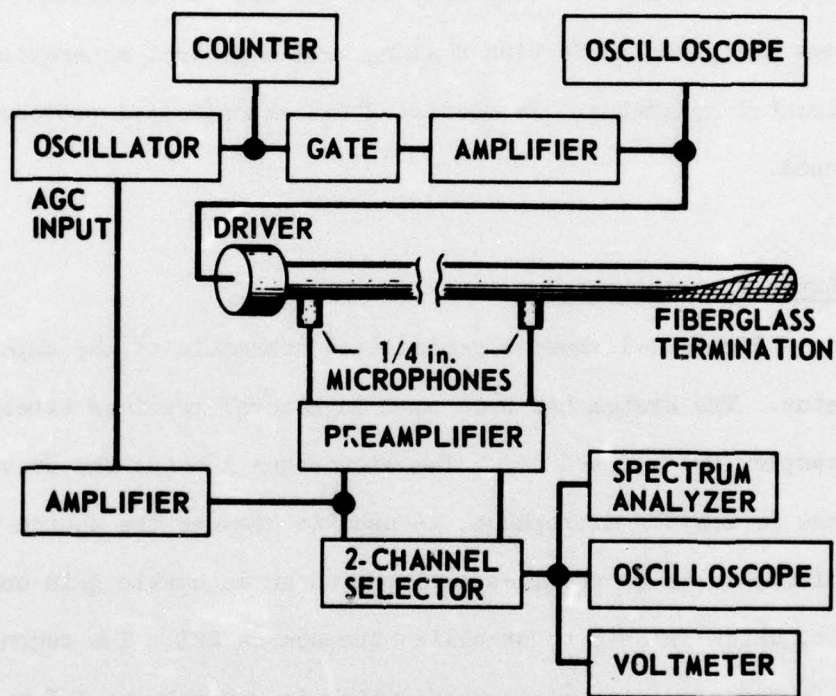 COUNTER
OSCILLOSCOPE
OSCILLATOR
GATE
AMPLIFIER
AGC
INPUT
DRIVER
FIBERGLASS
TERMINATION
1/4 in.
MICROPHONES
PREAMPLIFIER
AMPLIFIER
SPECTRUM
ANALYZER
2-CHANNEL
SELECTOR
OSCILLOSCOPE
VOLTMETER